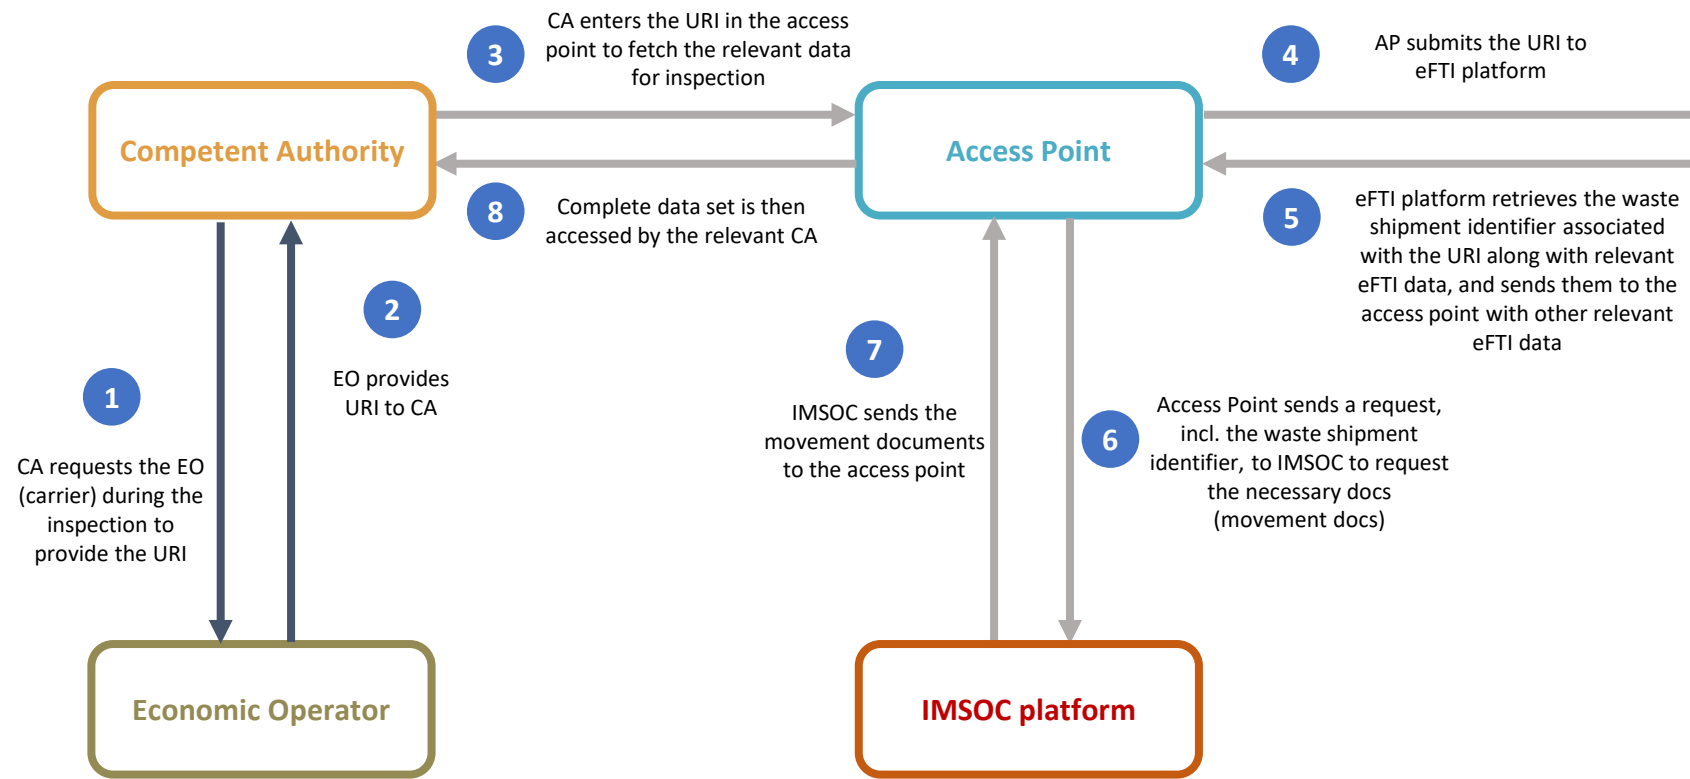 3
CA enters the URI in the access
point to fetch the relevant data
for inspection
4
AP submits the URI to
eFTI platform
Competent Authority
Access Point
8
Complete data set is then
accessed by the relevant CA
5
eFTI platform retrieves the waste
shipment identifier associated
with the URI along with relevant
eFTI data, and sends them to the
access point with other relevant
eFTI data
2
EO provides
URI to CA
7
IMSOC sends the
movement documents
to the access point
1
CA requests the EO
(carrier) during the
inspection to
provide the URI
6
Access Point sends a request,
incl. the waste shipment
identifier, to IMSOC to request
the necessary docs
(movement docs)
Economic Operator
IMSOC platform